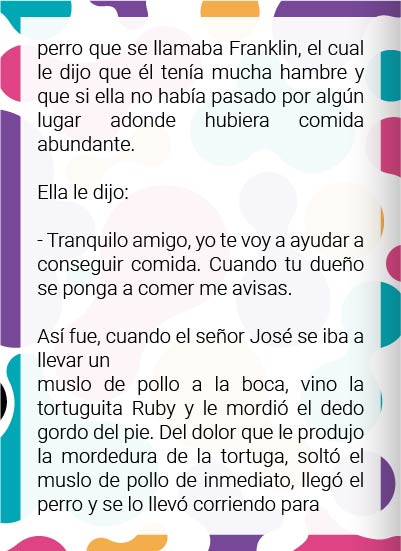 perro que se llamaba Franklin, el cual
le dijo que él tenía mucha hambre y
que si ella no había pasado por algún
lugar adonde hubiera comida
abundante.

Ella le dijo:

- Tranquilo amigo, yo te voy a ayudar a
conseguir comida. Cuando tu dueño
se ponga a comer me avisas.

Así fue, cuando el señor José se iba a
llevar un
muslo de pollo a la boca, vino la
tortuguita Ruby y le mordió el dedo
gordo del pie. Del dolor que le produjo
la mordedura de la tortuga, soltó el
muslo de pollo de inmediato, llegó el
perro y se lo llevó corriendo para